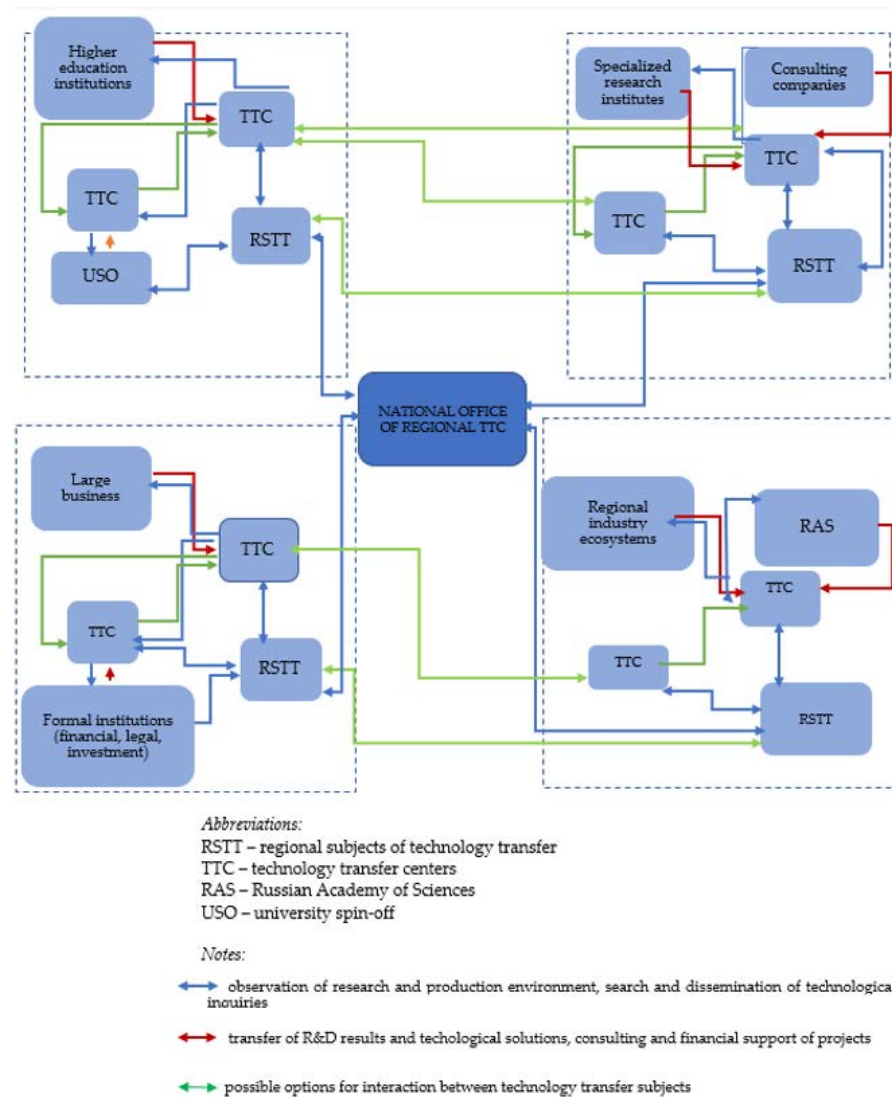 Higher
education
institutions
TTC
TTC
USO
RSTT
Specialized
research
institutes
Consulting
companies
TTC
TTC
RSTT
NATIONAL OFFICE
OF REGIONAL TTC
Large
business
TTC
TTC
RSTT
Formal institutions
(financial, legal,
investment)
Regional
industry
ecosystems
RAS
TTC
TTC
RSTT
Abbreviations:
RSTT – regional subjects of technology transfer
TTC – technology transfer centers
RAS – Russian Academy of Sciences
USO – university spin-off
Notes:
observation of research and production environment, search and dissemination of technological
inquiries
transfer of R&D results and techological solutions, consulting and financial support of projects
possible options for interaction between technology transfer subjects